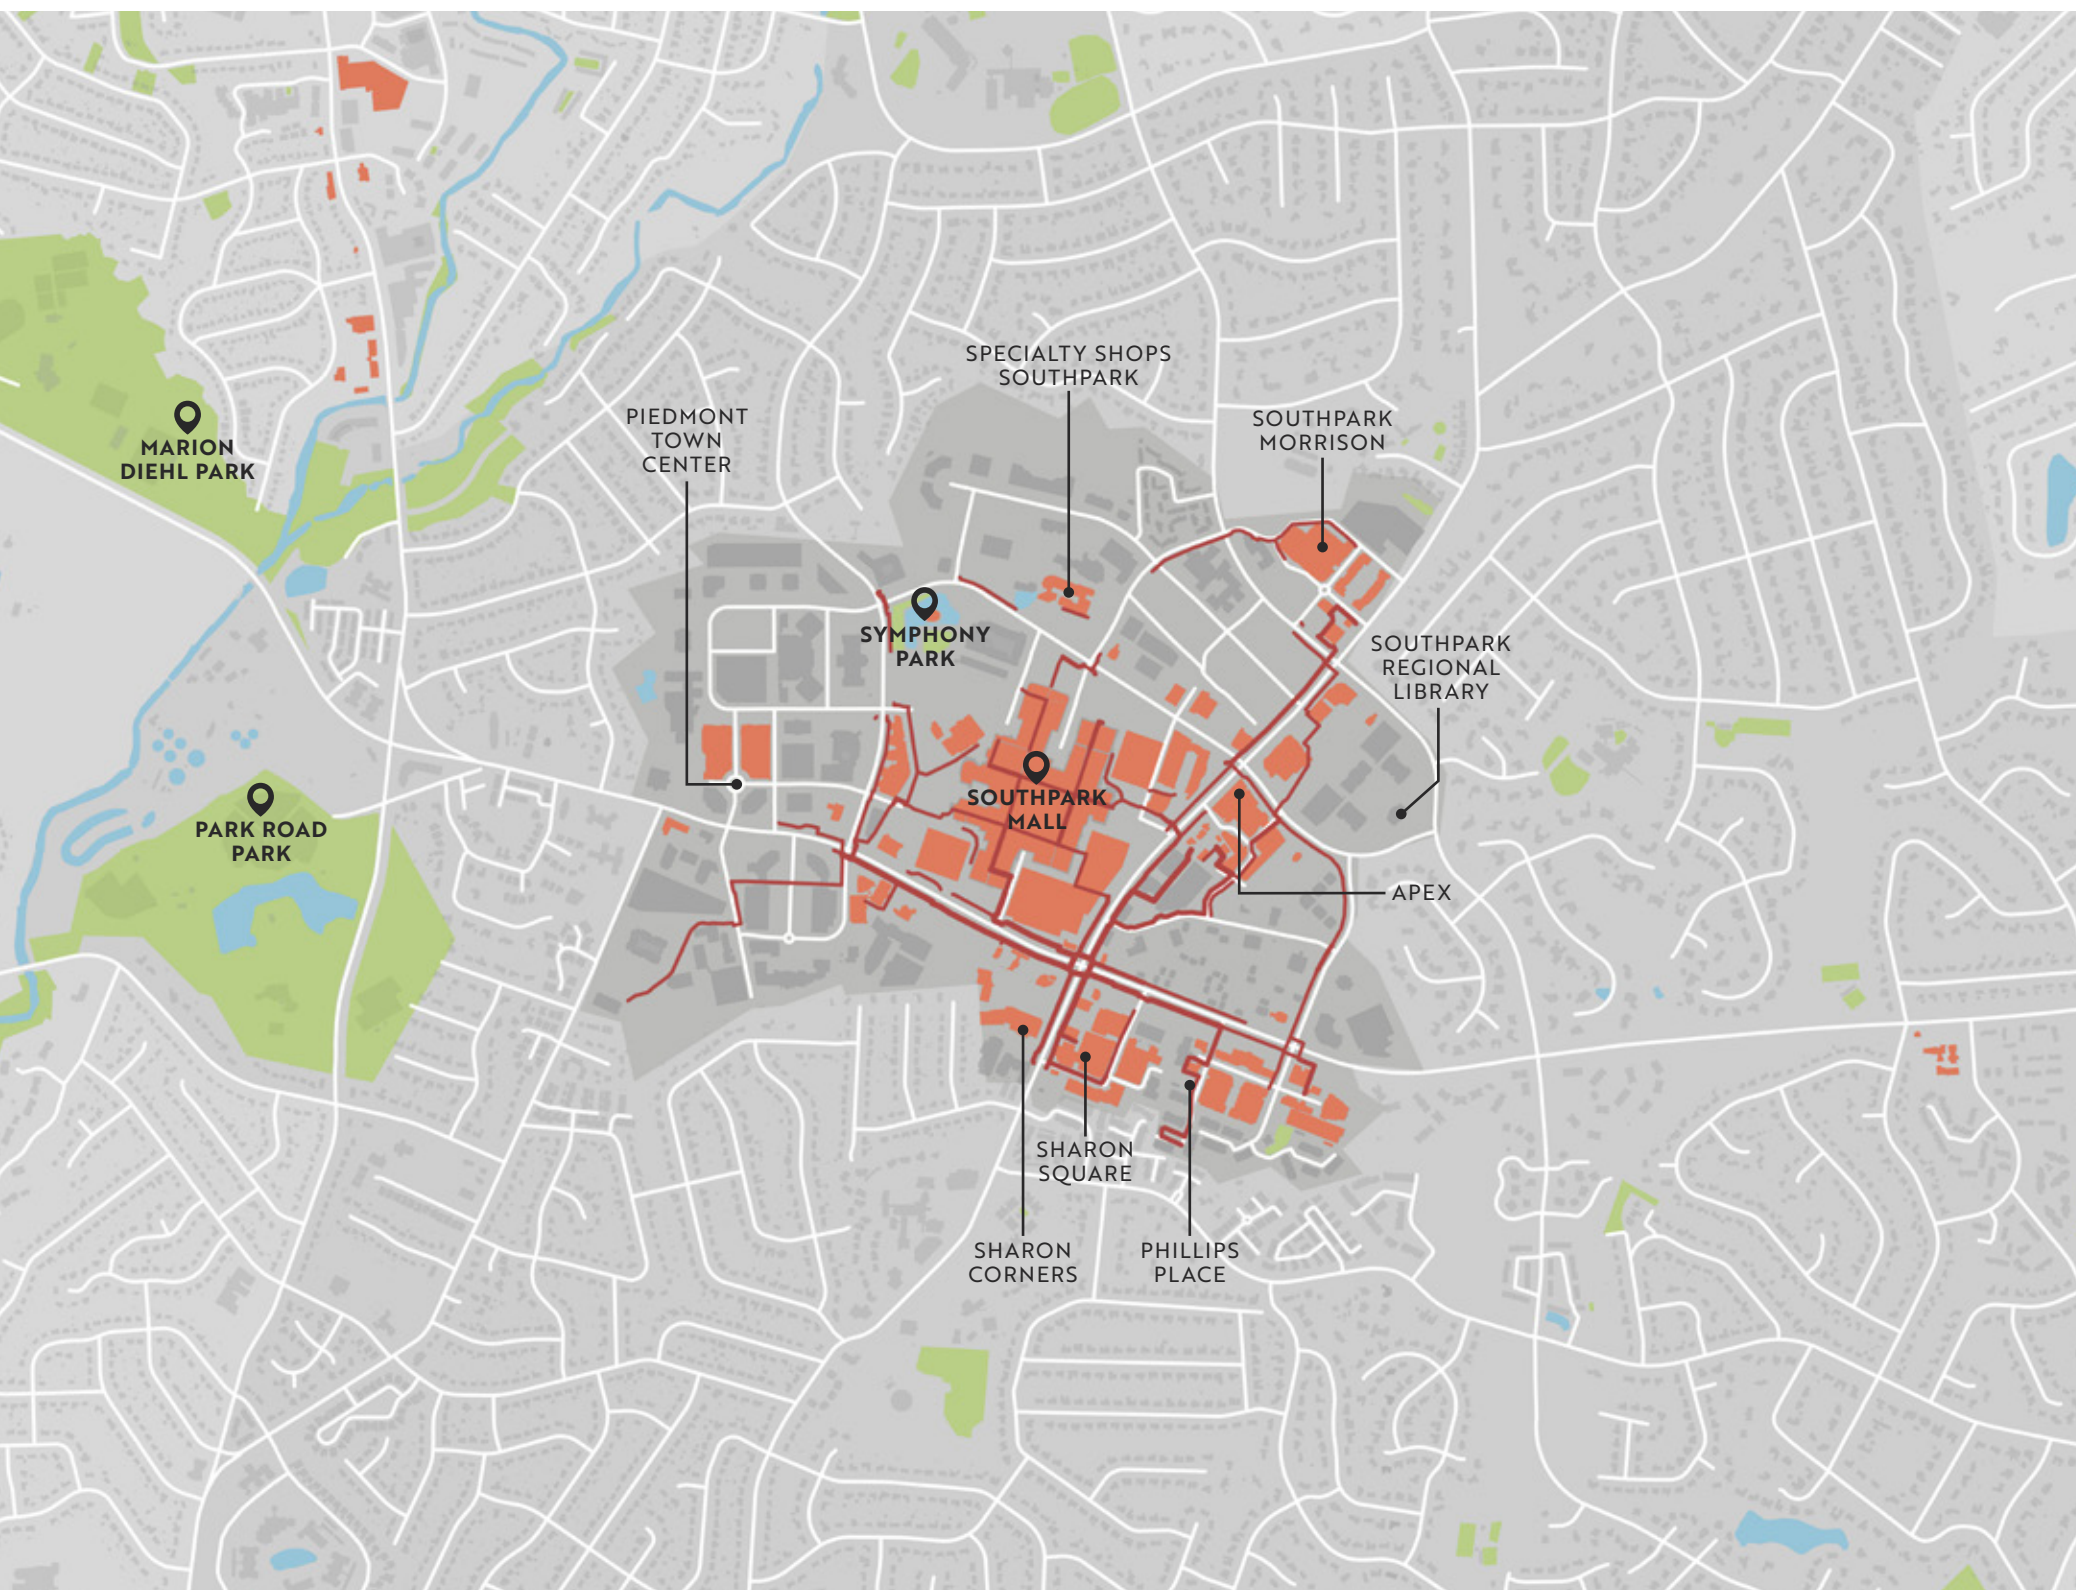 SPECIALTY SHOPS
SOUTHPARK
PIEDMONT
TOWN
CENTER
SOUTHPARK
MORRISON
MARION
DIEHL PARK
SYMPHONY
PARK
SOUTHPARK
REGIONAL
LIBRARY
SOUTHPARK
MALL
PARK ROAD
PARK
APEX
SHARON
SQUARE
SHARON
CORNERS
PHILLIPS
PLACE